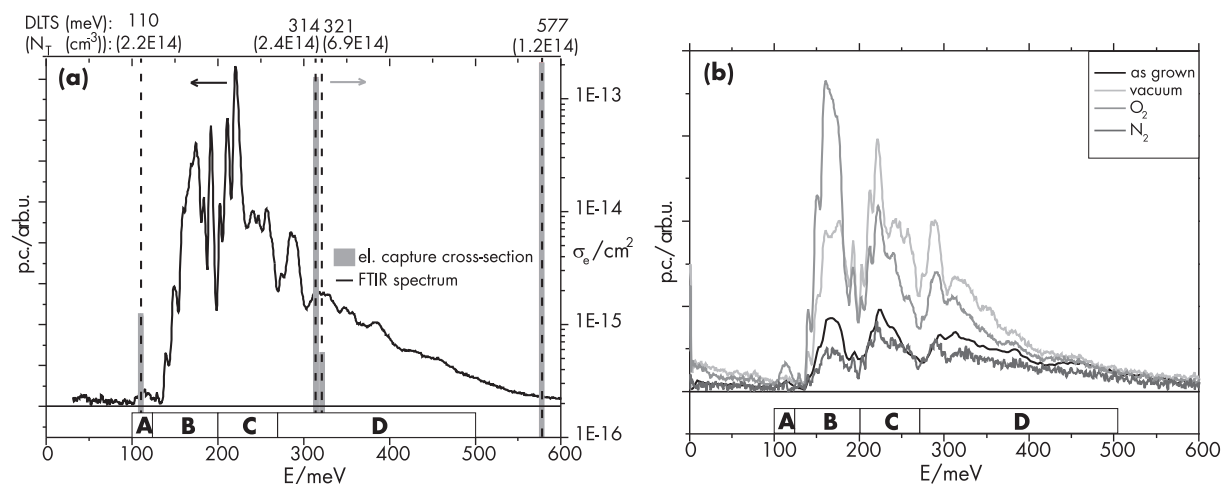 DLTS (meV): 110 314 321 577
(N_T (cm⁻³)): (2.2E14) (2.4E14) (6.9E14) (1.2E14)
(a)
p.c./arb.u.
1E-13
1E-14
1E-15
1E-16
σ_e/cm²
el. capture cross-section
FTIR spectrum
A B C D
0 100 200 300 400 500 600
E/meV
(b)
as grown
vacuum
O₂
N₂
p.c./ arb.u.
A B C D
0 100 200 300 400 500 600
E/meV